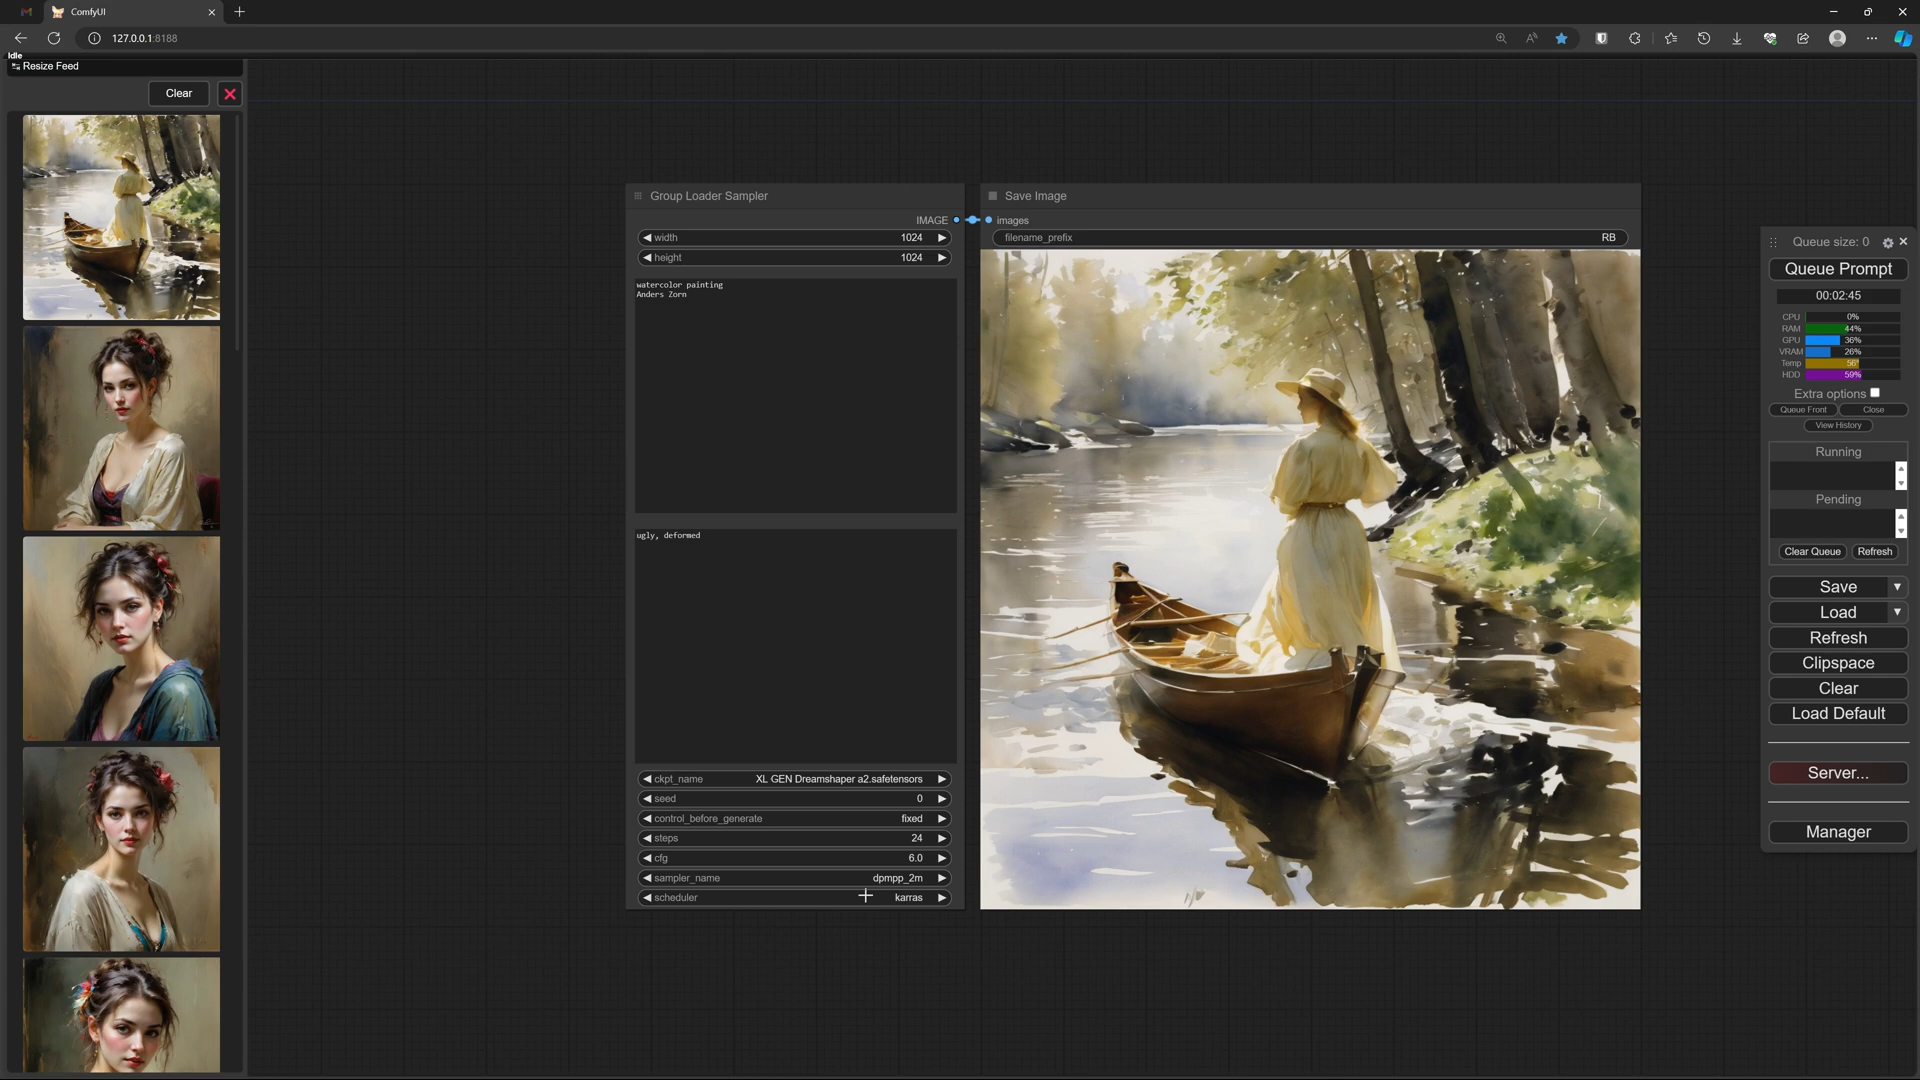 ComfyUI
127.0.0.1:8188
Idle
Resize Feed
Clear
Group Loader Sampler
IMAGE
width 1024
height 1024
watercolor painting
Anders Zorn
ugly, deformed
ckpt_name XL GEN Dreamshaper a2.safetensors
seed 0
control_before_generate fixed
steps 24
cfg 6.0
sampler_name dpmpp_2m
scheduler karras
Save Image
images
filename_prefix RB
Queue size: 0
Queue Prompt
00:02:45
CPU 0%
RAM 44%
GPU 36%
VRAM 26%
Temp 56°
HDD 59%
Extra options
Queue Front Close
View History
Running
Pending
Clear Queue Refresh
Save
Load
Refresh
Clipspace
Clear
Load Default
Server...
Manager